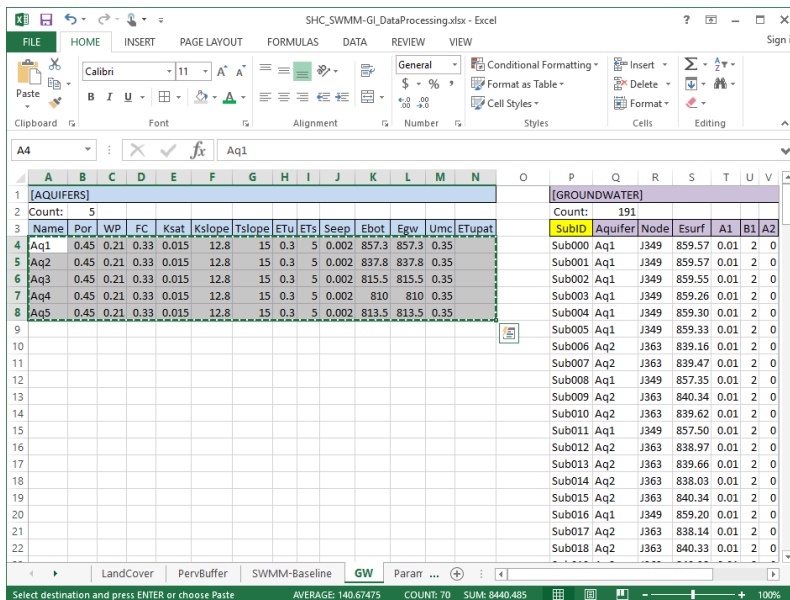 SHC_SWMM-GI_DataProcessing.xlsx - Excel
FILE HOME INSERT PAGE LAYOUT FORMULAS DATA REVIEW VIEW Sign
Calibri 11 General Conditional Formatting Insert
Paste B I U $ % Format as Table Delete
Cell Styles Format
Clipboard Font Alignment Number Styles Cells Editing
A4 fx Aq1
A B C D E F G H I J K L M N O P Q R S T U V
1 [AQUIFERS] [GROUNDWATER]
2 Count: 5 Count: 191
3 Name Por WP FC Ksat Kslope Tslope ETu ETs Seep Ebot Egw Umc ETupat SubID Aquifer Node Esurf A1 B1 A2
4 Aq1 0.45 0.21 0.33 0.015 12.8 15 0.3 5 0.002 857.3 857.3 0.35 Sub000 Aq1 J349 859.57 0.01 2 0
5 Aq2 0.45 0.21 0.33 0.015 12.8 15 0.3 5 0.002 837.8 837.8 0.35 Sub001 Aq1 J349 859.57 0.01 2 0
6 Aq3 0.45 0.21 0.33 0.015 12.8 15 0.3 5 0.002 815.5 815.5 0.35 Sub002 Aq1 J349 859.55 0.01 2 0
7 Aq4 0.45 0.21 0.33 0.015 12.8 15 0.3 5 0.002 810 810 0.35 Sub003 Aq1 J349 859.26 0.01 2 0
8 Aq5 0.45 0.21 0.33 0.015 12.8 15 0.3 5 0.002 813.5 813.5 0.35 Sub004 Aq1 J349 859.30 0.01 2 0
9 Sub005 Aq1 J349 859.33 0.01 2 0
10 Sub006 Aq2 J363 839.16 0.01 2 0
11 Sub007 Aq2 J363 839.47 0.01 2 0
12 Sub008 Aq1 J349 857.35 0.01 2 0
13 Sub009 Aq2 J363 840.34 0.01 2 0
14 Sub010 Aq2 J363 839.62 0.01 2 0
15 Sub011 Aq1 J349 857.50 0.01 2 0
16 Sub012 Aq2 J363 838.97 0.01 2 0
17 Sub013 Aq2 J363 839.66 0.01 2 0
18 Sub014 Aq2 J363 838.03 0.01 2 0
19 Sub015 Aq2 J363 840.34 0.01 2 0
20 Sub016 Aq1 J349 859.20 0.01 2 0
21 Sub017 Aq2 J363 838.14 0.01 2 0
22 Sub018 Aq2 J363 840.33 0.01 2 0
LandCover PervBuffer SWMM-Baseline GW Param ...
Select destination and press ENTER or choose Paste AVERAGE: 140.67475 COUNT: 70 SUM: 8440.485 100%